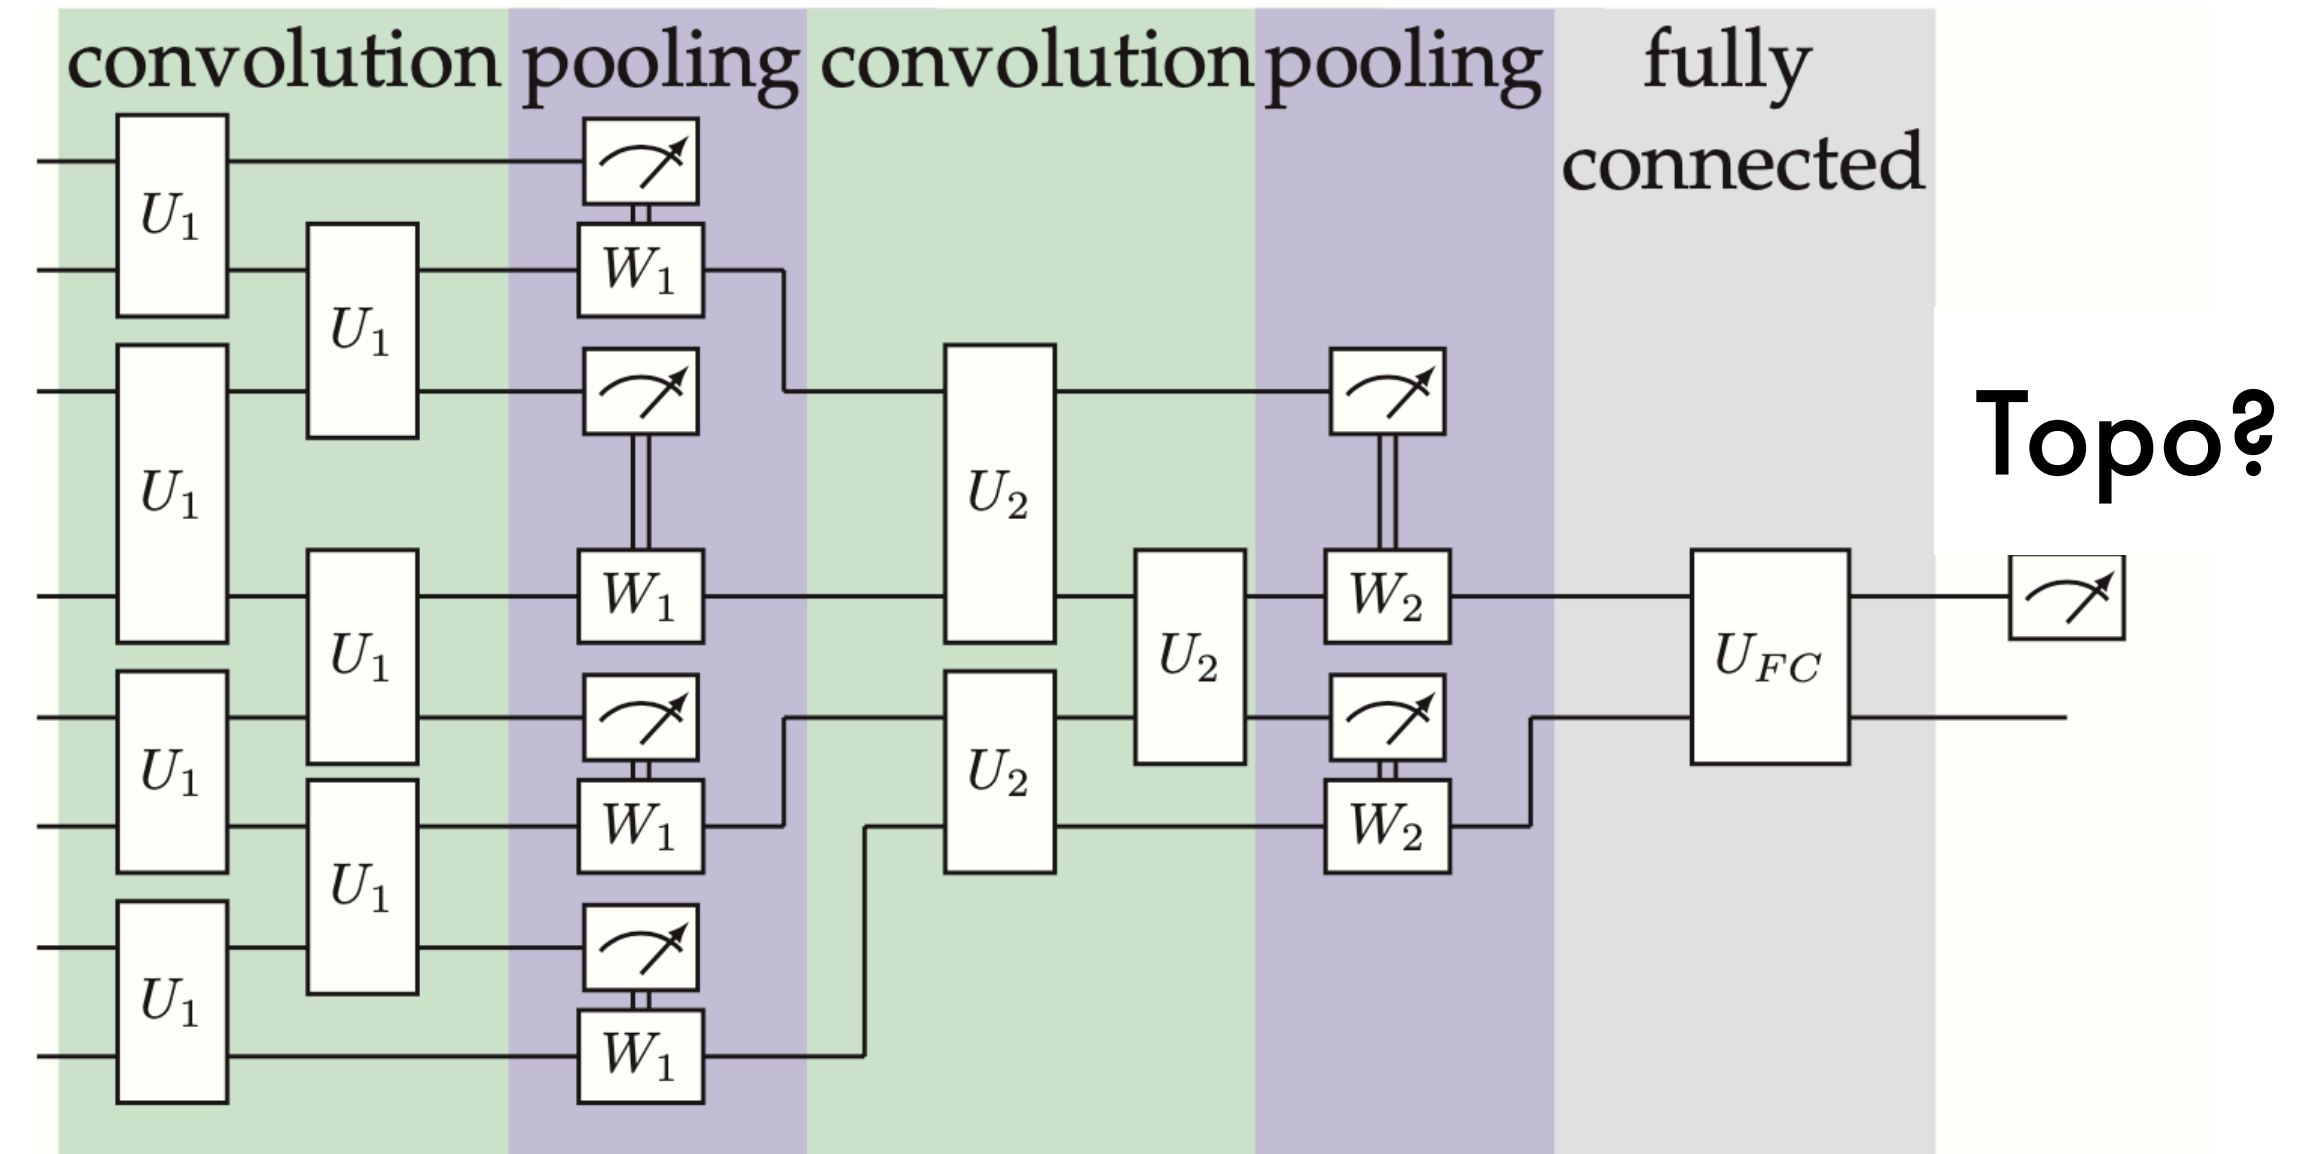 convolution pooling convolution pooling fully
connected
U1
W1
U1
Topo?
U1
U2
W1
W2
U1
U2
UFC
U1
U2
W1
W2
U1
U1
W1